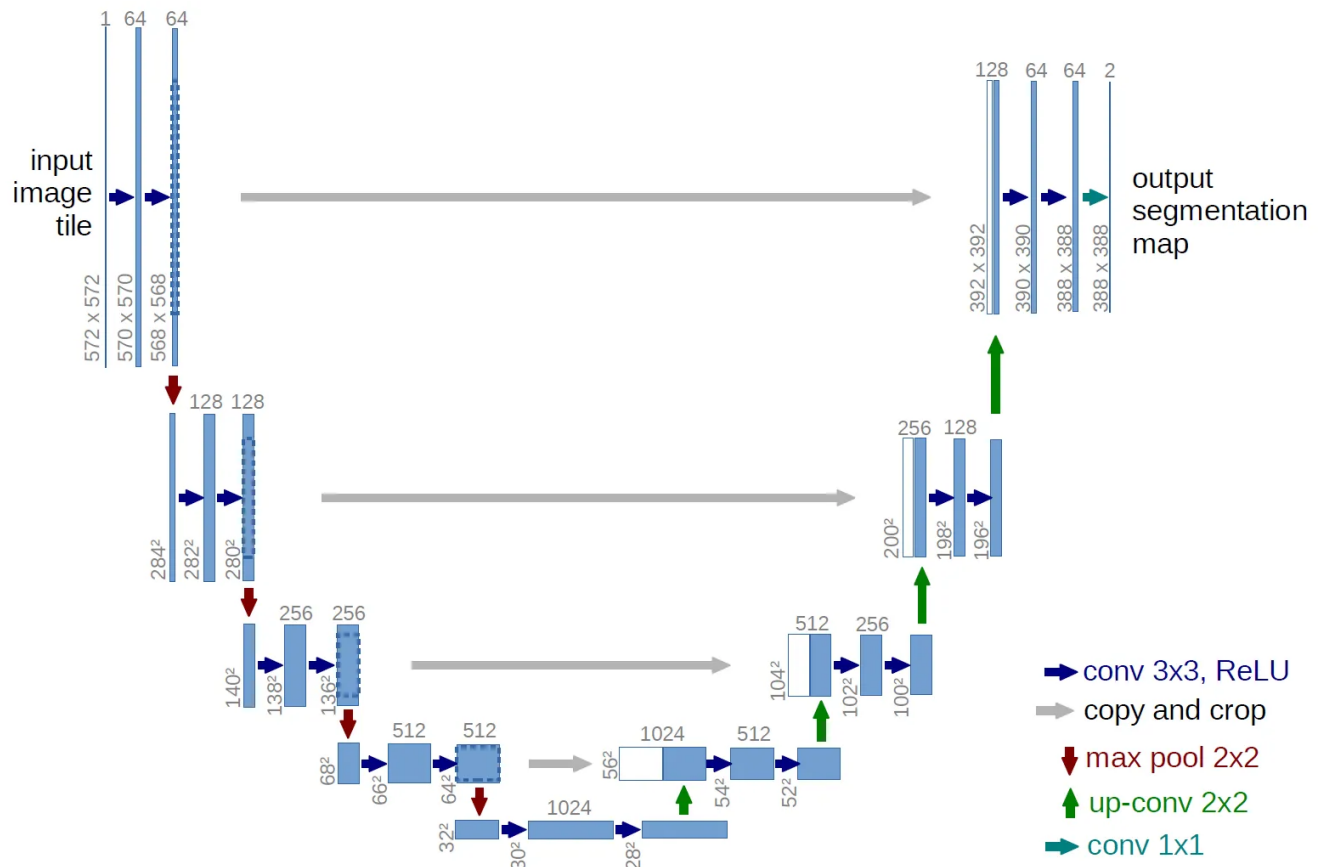 1 64 64
input
image
tile
572 x 572
570 x 570
568 x 568
128 64 64 2
output
segmentation
map
392 x 392
390 x 390
388 x 388
388 x 388
128 128
284²
282²
280²
256 128
200²
198²
196²
256 256
140²
138²
136²
512 256
104²
102²
100²
512 512
68²
66²
64²
1024 512
56²
54²
52²
1024
32²
30²
28²
conv 3x3, ReLU
copy and crop
max pool 2x2
up-conv 2x2
conv 1x1